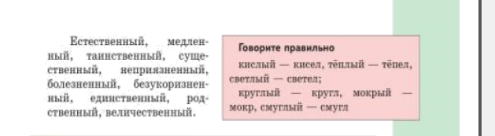 Естественный, медлен-
ный, таинственный, суще-
ственный, неприязненный,
болезненный, безукоризнен-
ный, единственный, род-
ственный, величественный.
Говорите правильно
кислый — кисел, тёплый — тёпел,
светлый — светел;
круглый — кругл, мокрый —
мокр, смуглый — смугл